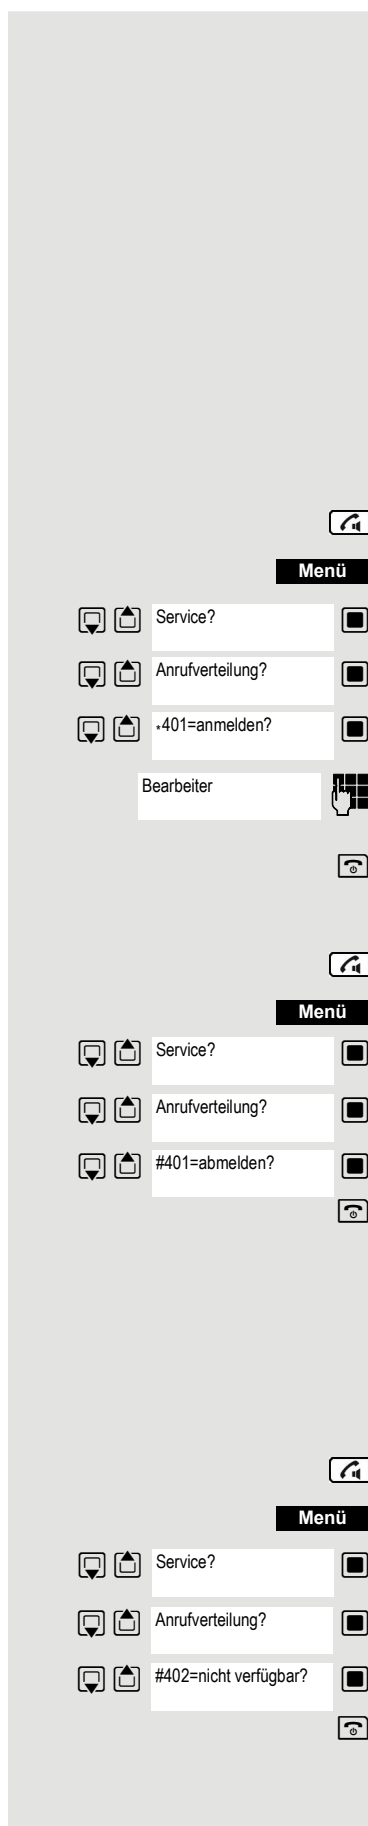 Menü
Service?
Anrufverteilung?
*401=anmelden?
Bearbeiter
Menü
Service?
Anrufverteilung?
#401=abmelden?
Menü
Service?
Anrufverteilung?
#402=nicht verfügbar?